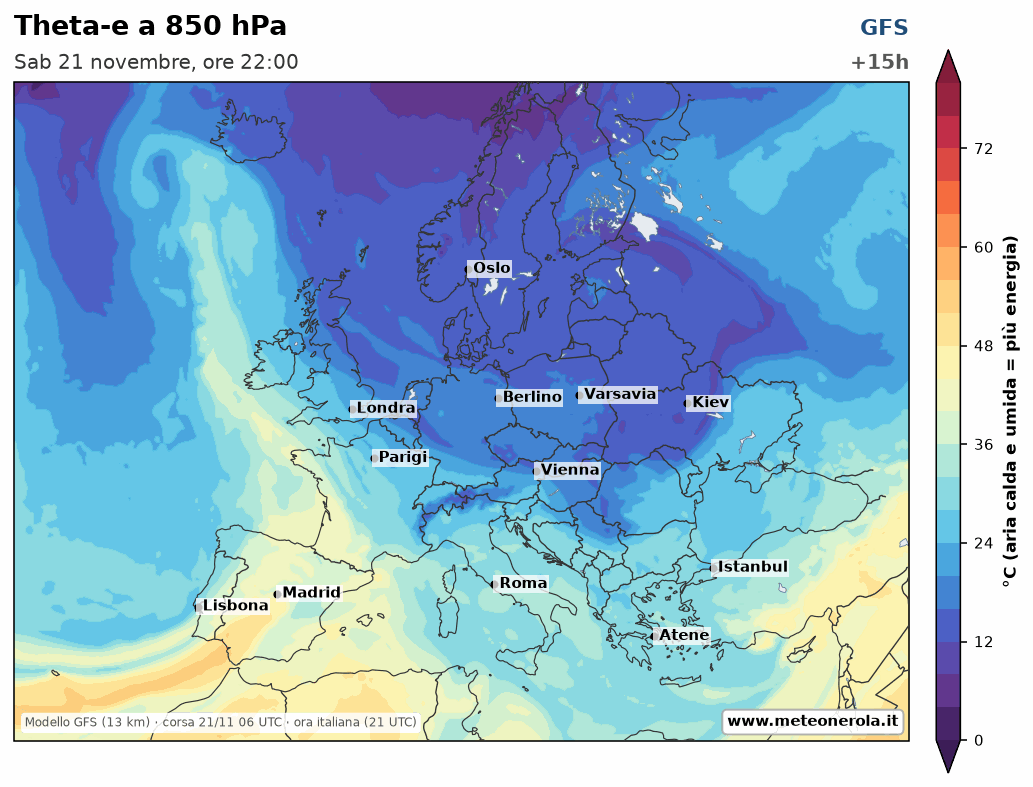 Theta-e a 850 hPa
GFS
Sab 21 novembre, ore 22:00
+15h
Oslo
Londra
Berlino
Varsavia
Kiev
Parigi
Vienna
Istanbul
Roma
Madrid
Lisbona
Atene
Modello GFS (13 km) · corsa 21/11 06 UTC · ora italiana (21 UTC)
www.meteonerola.it
72
60
48
36
24
12
0
°C (aria calda e umida = più energia)